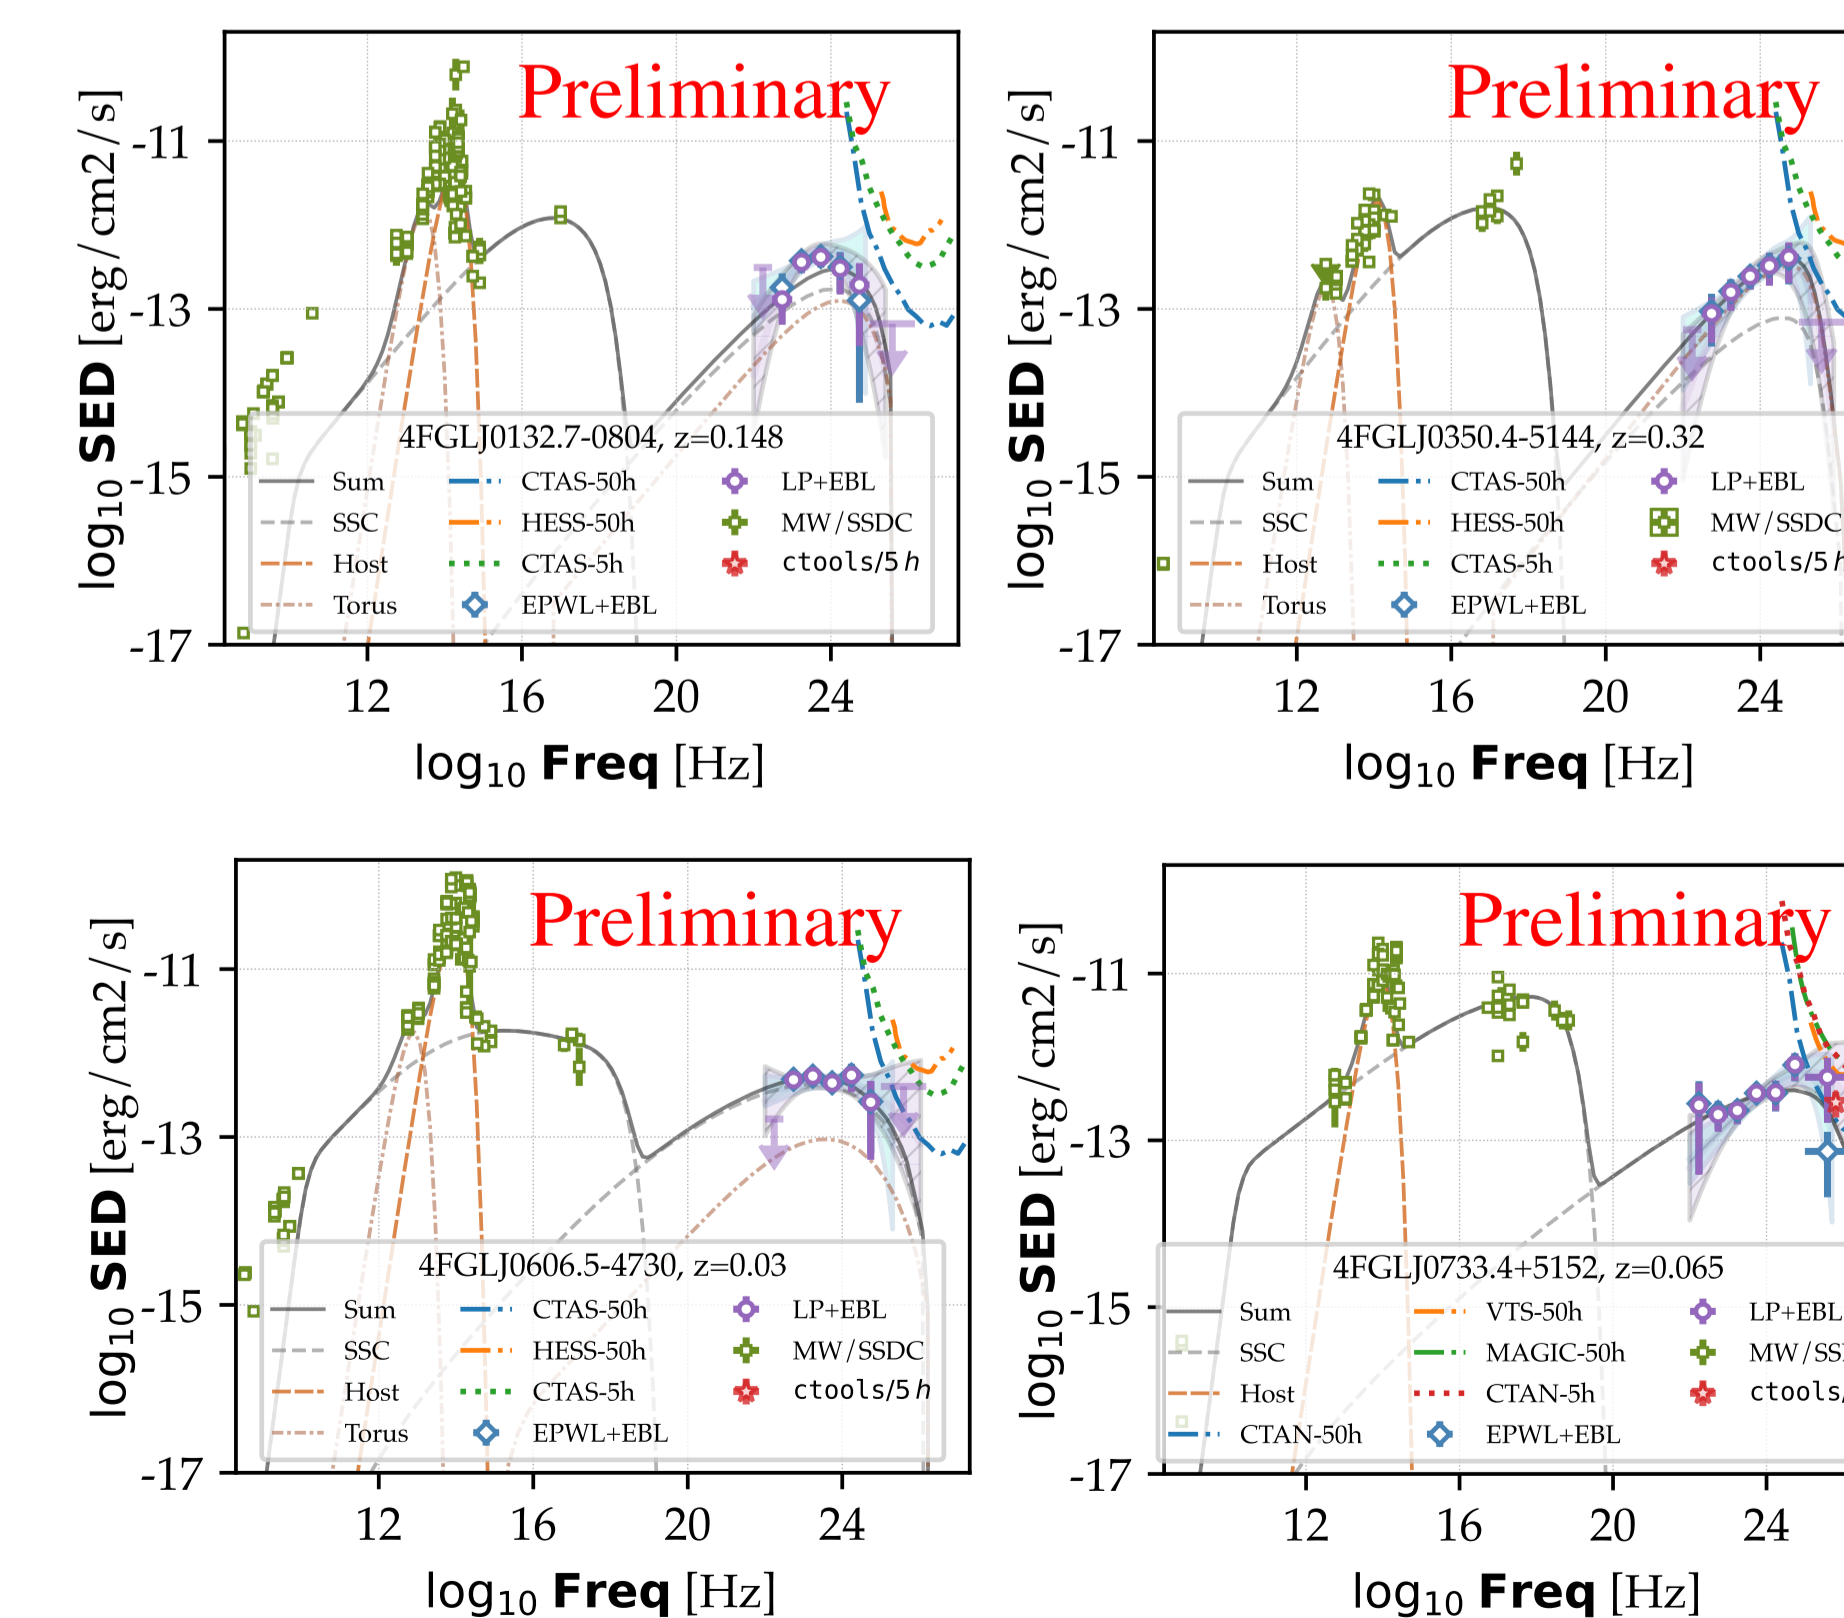 Preliminary
log10 SED [erg/cm2/s]
-11
-13
-15
-17
4FGLJ0132.7-0804, z=0.148
Sum
SSC
Host
Torus
CTAS-50h
HESS-50h
CTAS-5h
EPWL+EBL
LP+EBL
MW/SSDC
ctools/5 h
12 16 20 24
log10 Freq [Hz]
Preliminary
log10 SED [erg/cm2/s]
-11
-13
-15
-17
4FGLJ0350.4-5144, z=0.32
Sum
SSC
Host
Torus
CTAS-50h
HESS-50h
CTAS-5h
EPWL+EBL
LP+EBL
MW/SSDC
ctools/5 h
12 16 20 24
log10 Freq [Hz]
Preliminary
log10 SED [erg/cm2/s]
-11
-13
-15
-17
4FGLJ0606.5-4730, z=0.03
Sum
SSC
Host
Torus
CTAS-50h
HESS-50h
CTAS-5h
EPWL+EBL
LP+EBL
MW/SSDC
ctools/5 h
12 16 20 24
log10 Freq [Hz]
Preliminary
log10 SED [erg/cm2/s]
-11
-13
-15
-17
4FGLJ0733.4+5152, z=0.065
Sum
SSC
Host
CTAN-50h
VTS-50h
MAGIC-50h
CTAN-5h
EPWL+EBL
LP+EBL
MW/SS
ctools/
12 16 20 24
log10 Freq [Hz]